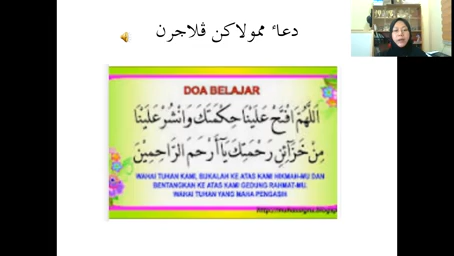 دعاء ممولاكن ڤلاجرن
DOA BELAJAR
اَللّٰهُمَّ افْتَحْ عَلَيْنَا حِكْمَتَكَ وَانْشُرْ عَلَيْنَا
مِنْ خَزَآئِنِ رَحْمَتِكَ يَآ أَرْحَمَ الرَّاحِمِيْنَ
WAHAI TUHAN KAMI, BUKALAH KE ATAS KAMI HIKMAH-MU DAN
BENTANGKAN KE ATAS KAMI GEDUNG RAHMAT-MU.
WAHAI TUHAN YANG MAHA PENGASIH